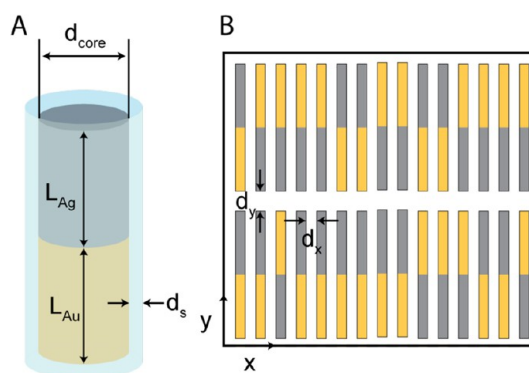 A
d_core
L_Ag
L_Au
d_s
B
d_y
d_x
y
x